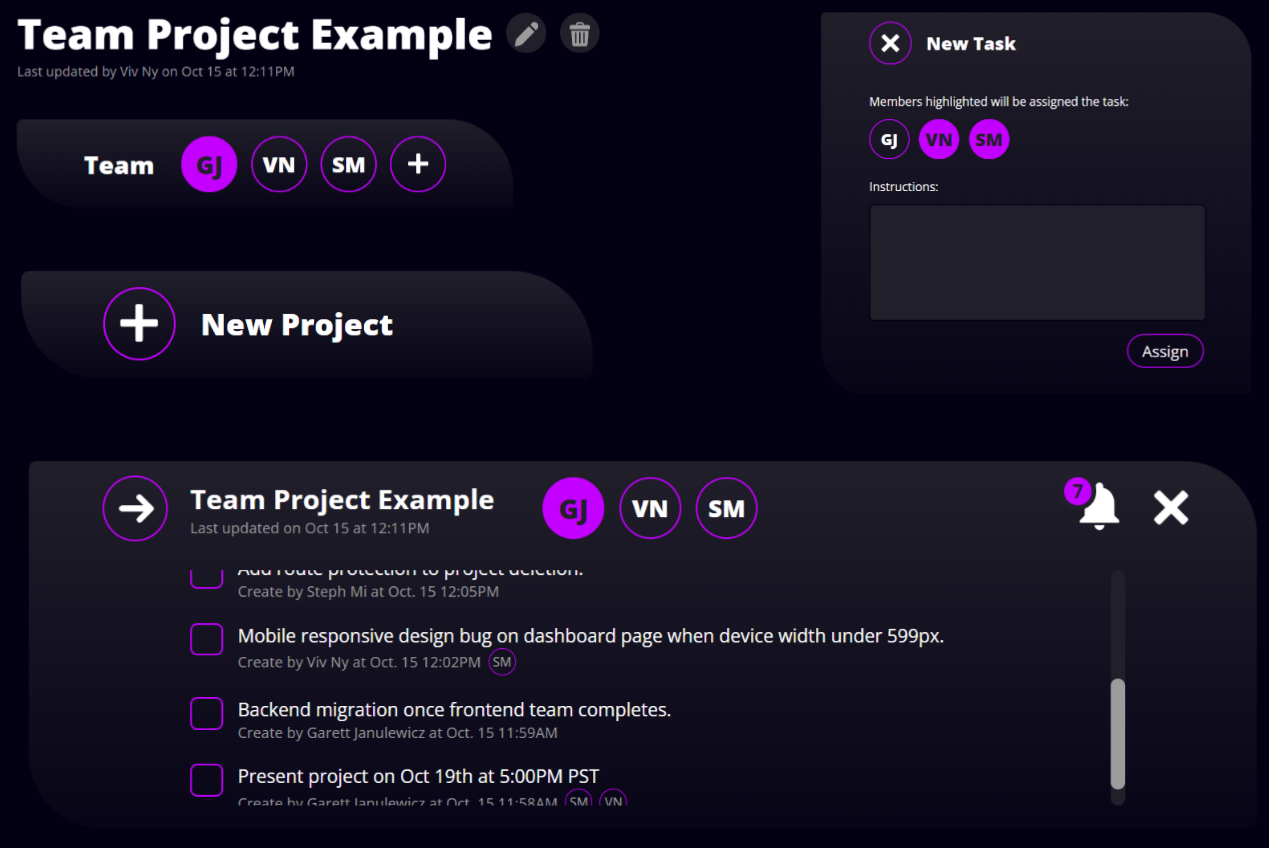 Team Project Example
Last updated by Viv Ny on Oct 15 at 12:11PM
Team GJ VN SM
New Project
New Task
Members highlighted will be assigned the task:
GJ VN SM
Instructions:
Assign
Team Project Example
Last updated on Oct 15 at 12:11PM
GJ VN SM
7
Add route protection to project deletion.
Create by Steph Mi at Oct. 15 12:05PM
Mobile responsive design bug on dashboard page when device width under 599px.
Create by Viv Ny at Oct. 15 12:02PM SM
Backend migration once frontend team completes.
Create by Garett Janulewicz at Oct. 15 11:59AM
Present project on Oct 19th at 5:00PM PST
Create by Garett Janulewicz at Oct. 15 11:58AM SM VN